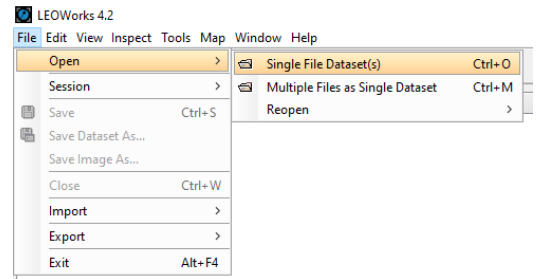 LEOWorks 4.2
File Edit View Inspect Tools Map Window Help
Open >
Session >
Save Ctrl+S
Save Dataset As...
Save Image As...
Close Ctrl+W
Import >
Export >
Exit Alt+F4
Single File Dataset(s) Ctrl+O
Multiple Files as Single Dataset Ctrl+M
Reopen >